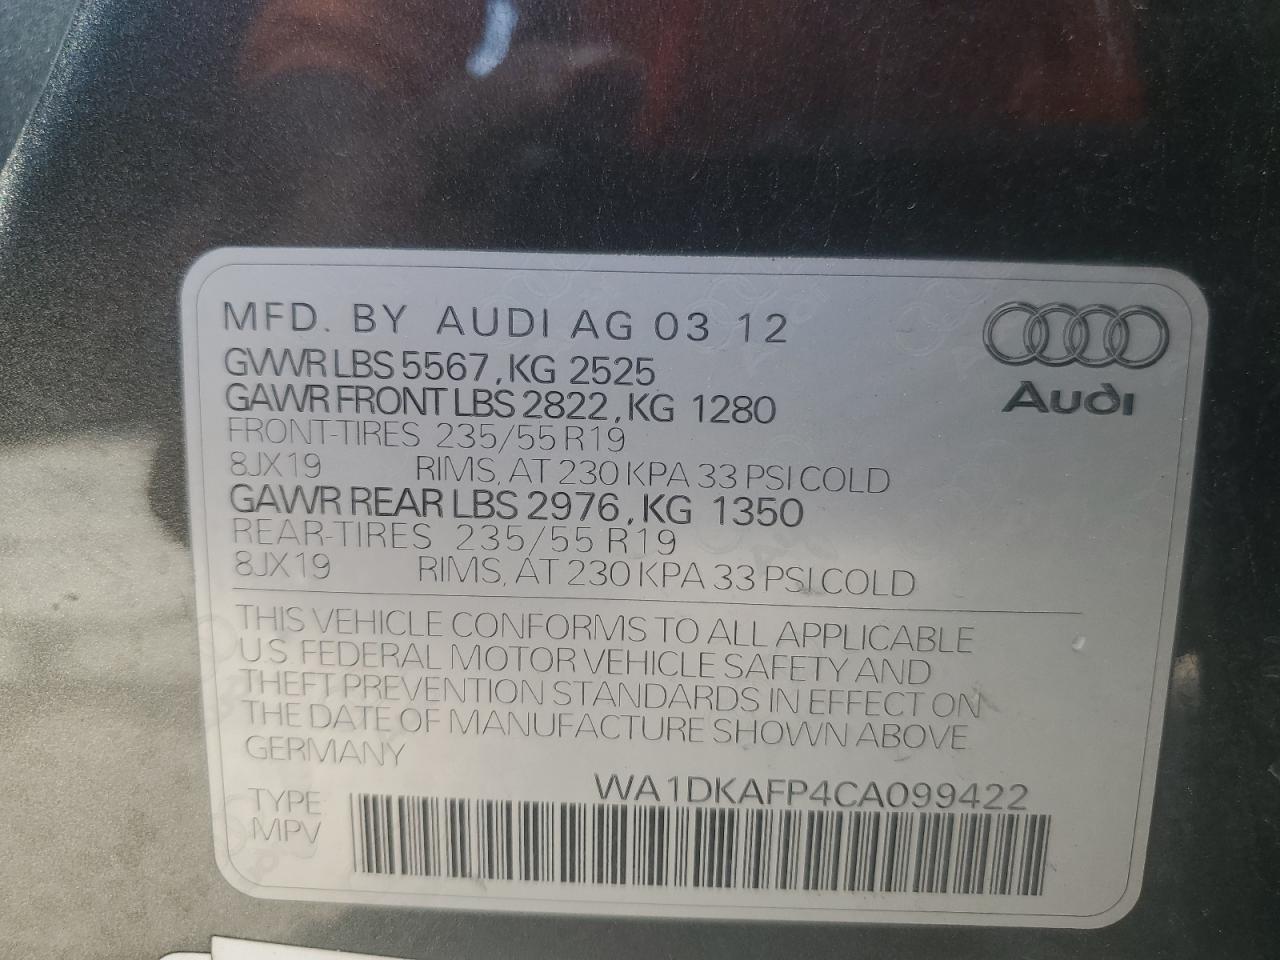 MFD. BY AUDI AG 03 12
GVWR LBS 5567, KG 2525
GAWR FRONT LBS 2822, KG 1280
FRONT-TIRES 235/55 R19
8JX19 RIMS, AT 230 KPA 33 PSI COLD
GAWR REAR LBS 2976, KG 1350
REAR-TIRES 235/55 R19
8JX19 RIMS, AT 230 KPA 33 PSI COLD
Audi
THIS VEHICLE CONFORMS TO ALL APPLICABLE
U.S FEDERAL MOTOR VEHICLE SAFETY AND
THEFT PREVENTION STANDARDS IN EFFECT ON
THE DATE OF MANUFACTURE SHOWN ABOVE
GERMANY
WA1DKAFP4CA099422
TYPE
MPV